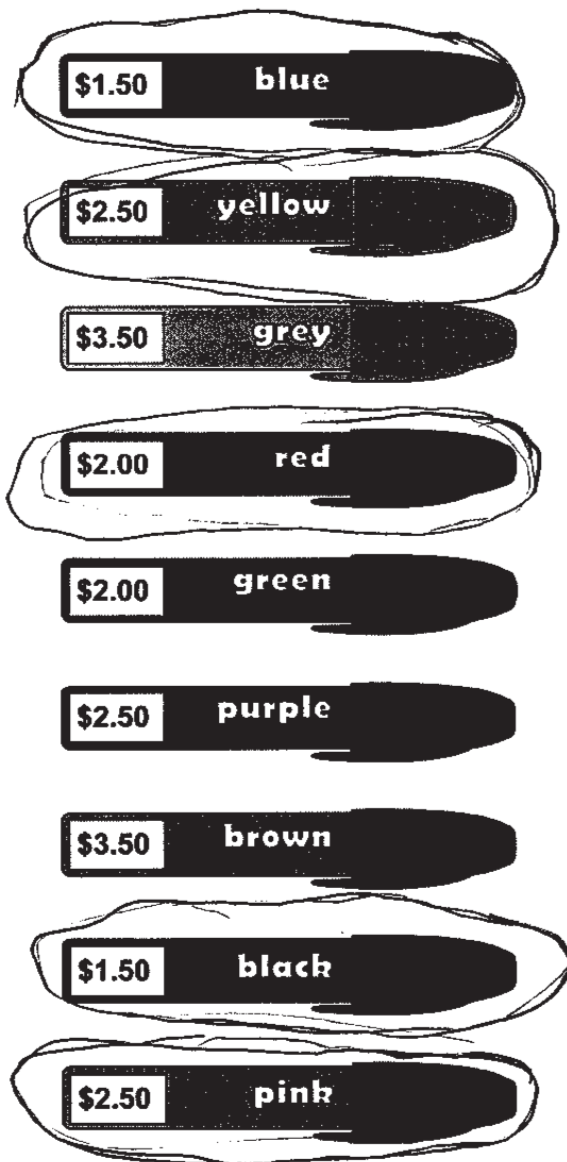 $1.50 blue
$2.50 yellow
$3.50 grey
$2.00 red
$2.00 green
$2.50 purple
$3.50 brown
$1.50 black
$2.50 pink